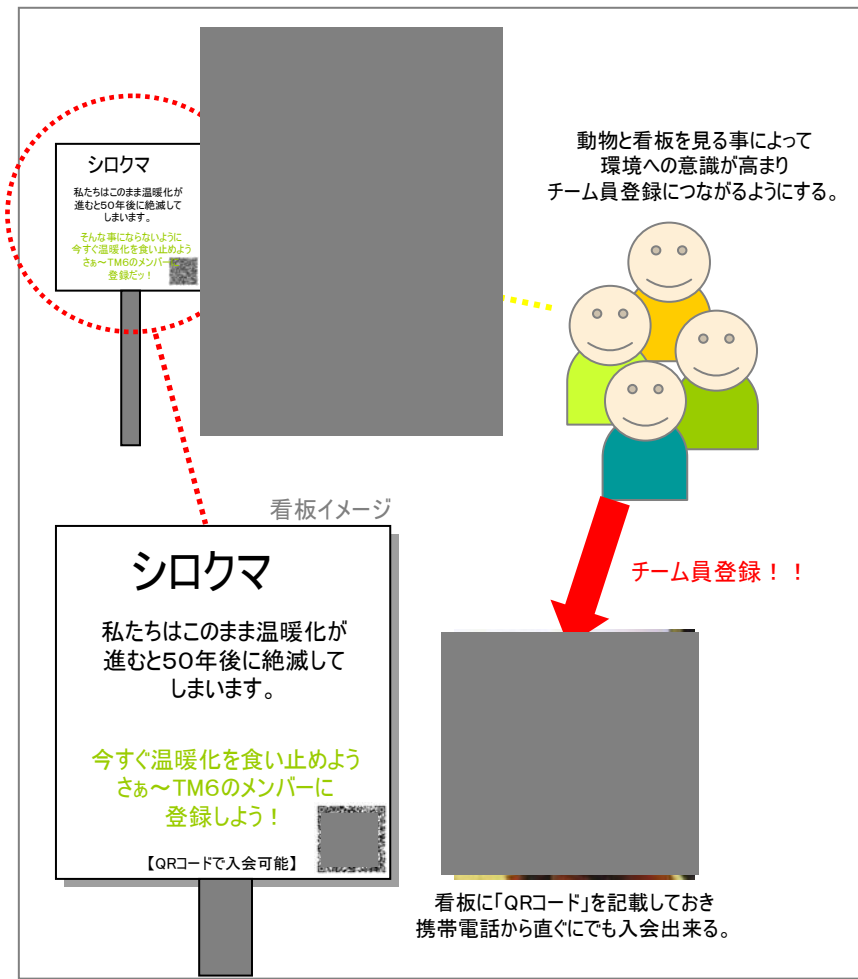 シロクマ
私たちはこのまま温暖化が
進むと50年後に絶滅して
しまいます。
そんな事にならないように
今すぐ温暖化を食い止めよう
さぁ～TM6のメンバーに
登録だッ！
動物と看板を見る事によって
環境への意識が高まり
チーム員登録につながるようにする。
看板イメージ
シロクマ
私たちはこのまま温暖化が
進むと50年後に絶滅して
しまいます。
今すぐ温暖化を食い止めよう
さぁ～TM6のメンバーに
登録しよう！
【QRコードで入会可能】
チーム員登録！！
看板に「QRコード」を記載しておき
携帯電話から直ぐにでも入会出来る。